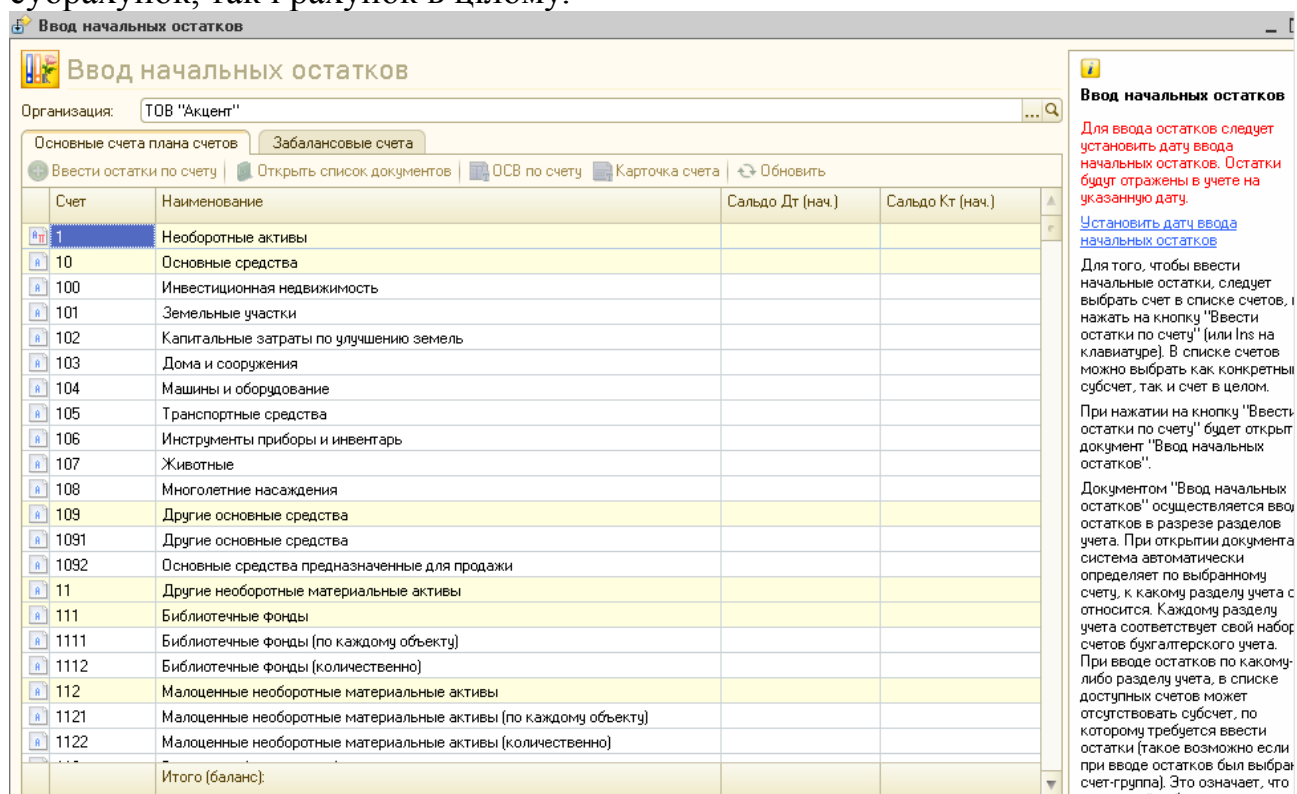 субрахунок, так і рахунок в цілому.
Ввод начальных остатков
Ввод начальных остатков
Организация: ТОВ "Акцент" ...
Основные счета плана счетов Забалансовые счета
Ввести остатки по счету Открыть список документов ОСВ по счету Карточка счета Обновить
Счет Наименование Сальдо Дт (нач.) Сальдо Кт (нач.)
1 Необоротные активы
10 Основные средства
100 Инвестиционная недвижимость
101 Земельные участки
102 Капитальные затраты по улучшению земель
103 Дома и сооружения
104 Машины и оборудование
105 Транспортные средства
106 Инструменты приборы и инвентарь
107 Животные
108 Многолетние насаждения
109 Другие основные средства
1091 Другие основные средства
1092 Основные средства предназначенные для продажи
11 Другие необоротные материальные активы
111 Библиотечные фонды
1111 Библиотечные фонды (по каждому объекту)
1112 Библиотечные фонды (количественно)
112 Малоценные необоротные материальные активы
1121 Малоценные необоротные материальные активы (по каждому объекту)
1122 Малоценные необоротные материальные активы (количественно)
Итого (баланс):
Ввод начальных остатков
Для ввода остатков следует
установить дату ввода
начальных остатков. Остатки
будут отражены в учете на
указанную дату.
Установить дату ввода
начальных остатков
Для того, чтобы ввести
начальные остатки, следует
выбрать счет в списке счетов,
нажать на кнопку "Ввести
остатки по счету" (или Ins на
клавиатуре). В списке счетов
можно выбрать как конкретны
субсчет, так и счет в целом.
При нажатии на кнопку "Ввести
остатки по счету" будет открыт
документ "Ввод начальных
остатков".
Документом "Ввод начальных
остатков" осуществляется вво
остатков в разрезе разделов
учета. При открытии документа
система автоматически
определяет по выбранному
счету, к какому разделу учета о
относится. Каждому разделу
учета соответствует свой набор
счетов бухгалтерского учета.
При вводе остатков по какому-
либо разделу учета, в списке
доступных счетов может
отсутствовать субсчет, по
которому требуется ввести
остатки (такое возможно если
при вводе остатков был выбран
счет-группа). Это означает, что